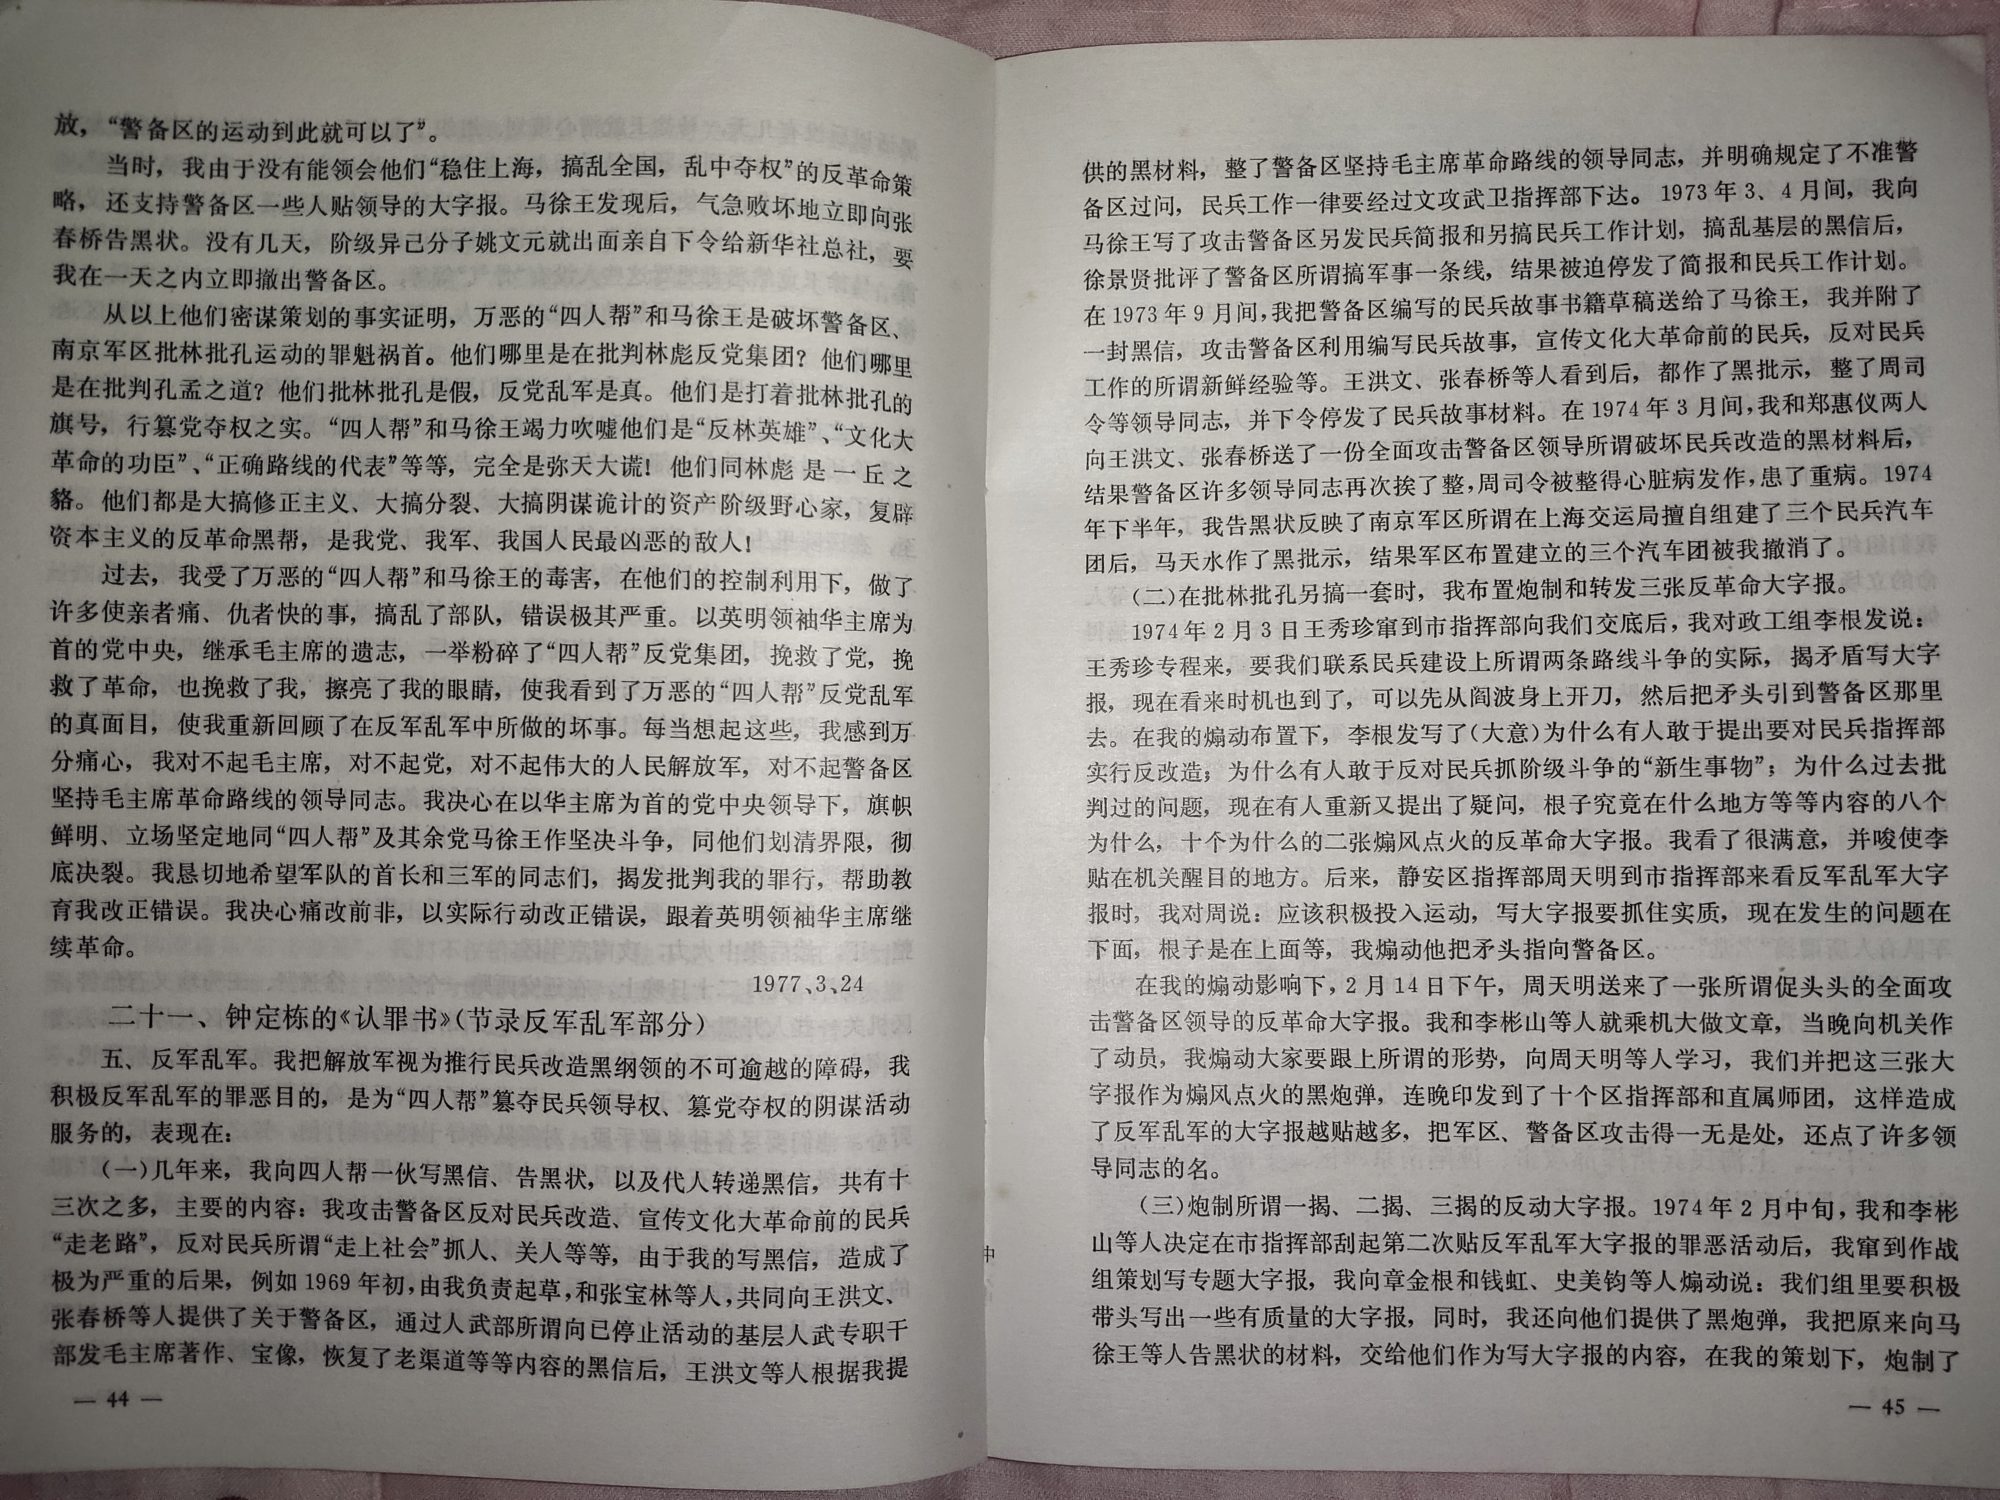 放，“警备区的运动到此就可以了”。
当时，我由于没有能领会他们“稳住上海，搞乱全国，乱中夺权”的反革命策
略，还支持警备区一些人贴领导的大字报。马徐王发现后，气急败坏地立即向张
春桥告黑状。没有几天，阶级异己分子姚文元就出面亲自下令给新华社总社，要
我在一天之内立即撤出警备区。
从以上他们密谋策划的事实证明，万恶的“四人帮”和马徐王是破坏警备区、
南京军区批林批孔运动的罪魁祸首。他们哪里是在批判林彪反党集团？他们哪里
是在批判孔孟之道？他们批林批孔是假，反党乱军是真。他们是打着批林批孔的
旗号，行篡党夺权之实。“四人帮”和马徐王竭力吹嘘他们是“反林英雄”、“文化大
革命的功臣”、“正确路线的代表”等等，完全是弥天大谎！他们同林彪是一丘之
貉。他们都是大搞修正主义、大搞分裂、大搞阴谋诡计的资产阶级野心家，复辟
资本主义的反革命黑帮，是我党、我军、我国人民最凶恶的敌人！
过去，我受了万恶的“四人帮”和马徐王的毒害，在他们的控制利用下，做了
许多使亲者痛、仇者快的事，搞乱了部队，错误极其严重。以英明领袖华主席为
首的党中央，继承毛主席的遗志，一举粉碎了“四人帮”反党集团，挽救了党，挽
救了革命，也挽救了我，擦亮了我的眼睛，使我看到了万恶的“四人帮”反党乱军
的真面目，使我重新回顾了在反军乱军中所做的坏事。每当想起这些，我感到万
分痛心，我对不起毛主席，对不起党，对不起伟大的人民解放军，对不起警备区
坚持毛主席革命路线的领导同志。我决心在以华主席为首的党中央领导下，旗帜
鲜明、立场坚定地同“四人帮”及其余党马徐王作坚决斗争，同他们划清界限，彻
底决裂。我恳切地希望军队的首长和三军的同志们，揭发批判我的罪行，帮助教
育我改正错误。我决心痛改前非，以实际行动改正错误，跟着英明领袖华主席继
续革命。
1977、3、24
二十一、钟定栋的《认罪书》（节录反军乱军部分）
五、反军乱军。我把解放军视为推行民兵改造黑纲领的不可逾越的障碍，我
积极反军乱军的罪恶目的，是为“四人帮”篡夺民兵领导权、篡党夺权的阴谋活动
服务的，表现在：
（一）几年来，我向四人帮一伙写黑信、告黑状，以及代人转递黑信，共有十
三次之多，主要的内容：我攻击警备区反对民兵改造、宣传文化大革命前的民兵
“走老路”，反对民兵所谓“走上社会”抓人、关人等等，由于我的写黑信，造成了
极为严重的后果，例如1969年初，由我负责起草，和张宝林等人，共同向王洪文、
张春桥等人提供了关于警备区，通过人武部所谓向已停止活动的基层人武专职干
部发毛主席著作、宝像，恢复了老渠道等等内容的黑信后，王洪文等人根据我提
— 44 —
供的黑材料，整了警备区坚持毛主席革命路线的领导同志，并明确规定了不准警
备区过问，民兵工作一律要经过文攻武卫指挥部下达。1973年3、4月间，我向
马徐王写了攻击警备区另发民兵简报和另搞民兵工作计划，搞乱基层的黑信后，
徐景贤批评了警备区所谓搞军事一条线，结果被迫停发了简报和民兵工作计划。
在1973年9月间，我把警备区编写的民兵故事书籍草稿送给了马徐王，我并附了
一封黑信，攻击警备区利用编写民兵故事，宣传文化大革命前的民兵，反对民兵
工作的所谓新鲜经验等。王洪文、张春桥等人看到后，都作了黑批示，整了周司
令等领导同志，并下令停发了民兵故事材料。在1974年3月间，我和郑惠仪两人
向王洪文、张春桥送了一份全面攻击警备区领导所谓破坏民兵改造的黑材料后，
结果警备区许多领导同志再次挨了整，周司令被整得心脏病发作，患了重病。1974
年下半年，我告黑状反映了南京军区所谓在上海交运局擅自组建了三个民兵汽车
团后，马天水作了黑批示，结果军区布置建立的三个汽车团被我撤消了。
（二）在批林批孔另搞一套时，我布置炮制和转发三张反革命大字报。
1974年2月3日王秀珍窜到市指挥部向我们交底后，我对政工组李根发说：
王秀珍专程来，要我们联系民兵建设上所谓两条路线斗争的实际，揭矛盾写大字
报，现在看来时机也到了，可以先从阎波身上开刀，然后把矛头引到警备区那里
去。在我的煽动布置下，李根发写了（大意）为什么有人敢于提出要对民兵指挥部
实行反改造；为什么有人敢于反对民兵抓阶级斗争的“新生事物”；为什么过去批
判过的问题，现在有人重新又提出了疑问，根子究竟在什么地方等等内容的八个
为什么，十个为什么的二张煽风点火的反革命大字报。我看了很满意，并唆使李
贴在机关醒目的地方。后来，静安区指挥部周天明到市指挥部来看反军乱军大字
报时，我对周说：应该积极投入运动，写大字报要抓住实质，现在发生的问题在
下面，根子是在上面等，我煽动他把矛头指向警备区。
在我的煽动影响下，2月14日下午，周天明送来了一张所谓促头头的全面攻
击警备区领导的反革命大字报。我和李彬山等人就乘机大做文章，当晚向机关作
了动员，我煽动大家要跟上所谓的形势，向周天明等人学习，我们并把这三张大
字报作为煽风点火的黑炮弹，连晚印发到了十个区指挥部和直属师团，这样造成
了反军乱军的大字报越贴越多，把军区、警备区攻击得一无是处，还点了许多领
导同志的名。
（三）炮制所谓一揭、二揭、三揭的反动大字报。1974年2月中旬，我和李彬
山等人决定在市指挥部刮起第二次贴反军乱军大字报的罪恶活动后，我窜到作战
组策划写专题大字报，我向章金根和钱虹、史美钧等人煽动说：我们组里要积极
带头写出一些有质量的大字报，同时，我还向他们提供了黑炮弹，我把原来向马
徐王等人告黑状的材料，交给他们作为写大字报的内容，在我的策划下，炮制了
— 45 —